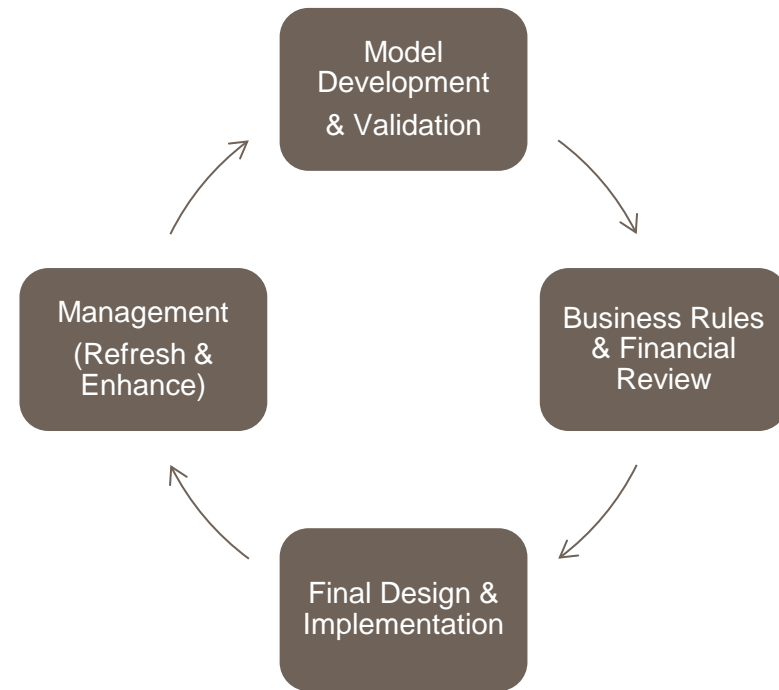 Model
Development
& Validation
Business Rules
& Financial
Review
Final Design &
Implementation
Management
(Refresh &
Enhance)